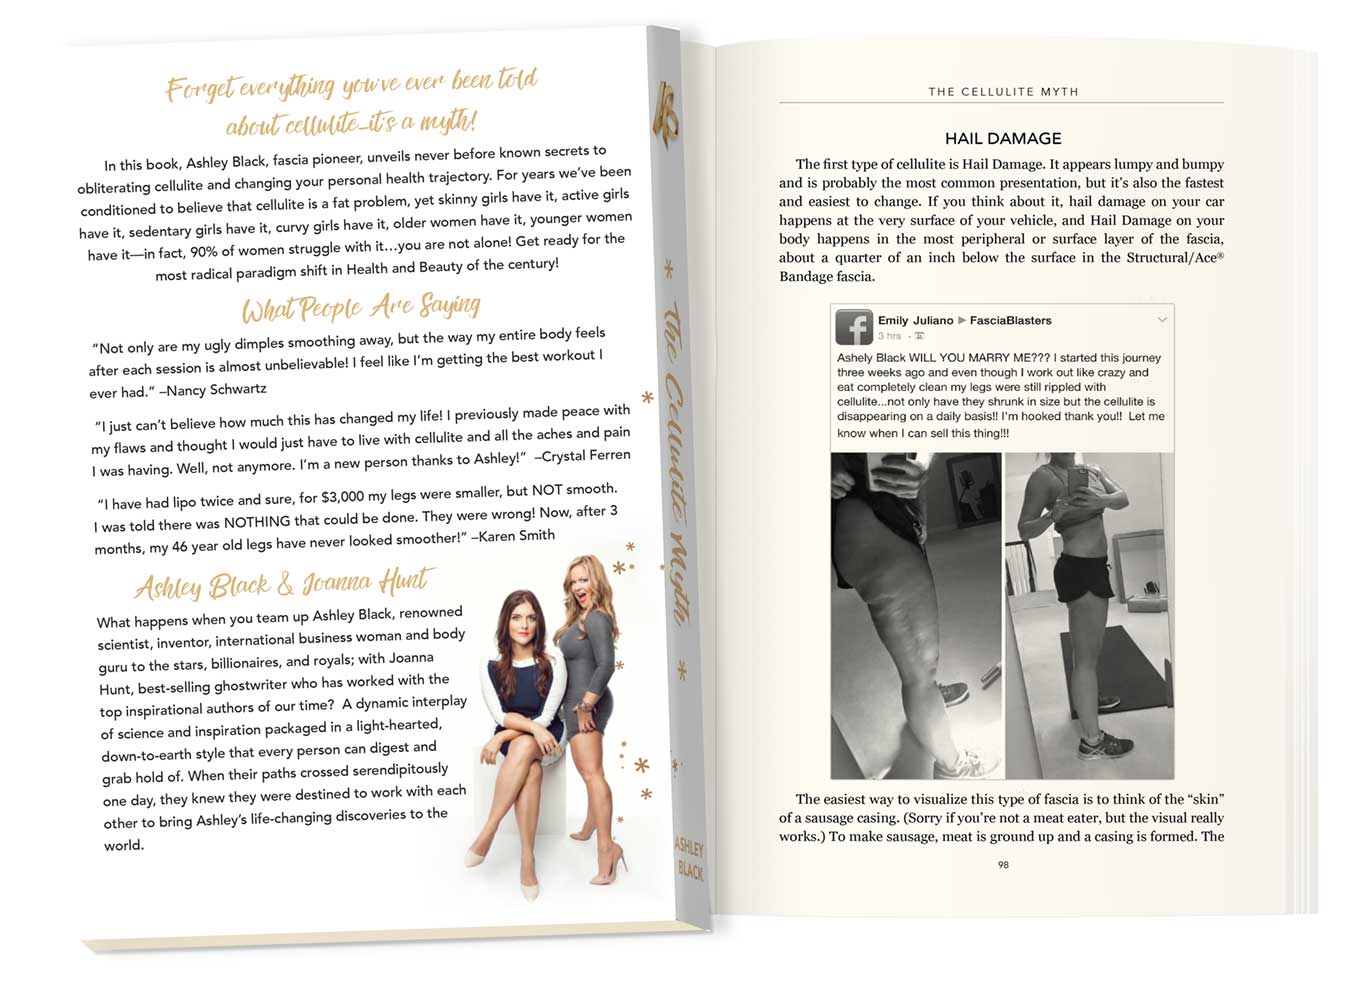 Forget everything you've ever been told
about cellulite–it's a myth!
In this book, Ashley Black, fascia pioneer, unveils never before known secrets to
obliterating cellulite and changing your personal health trajectory. For years we've been
conditioned to believe that cellulite is a fat problem, yet skinny girls have it, active girls
have it, sedentary girls have it, curvy girls have it, older women have it, younger women
have it—in fact, 90% of women struggle with it...you are not alone! Get ready for the
most radical paradigm shift in Health and Beauty of the century!
What People Are Saying
"Not only are my ugly dimples smoothing away, but the way my entire body feels
after each session is almost unbelievable! I feel like I'm getting the best workout I
ever had." –Nancy Schwartz
"I just can't believe how much this has changed my life! I previously made peace with
my flaws and thought I would just have to live with cellulite and all the aches and pain
I was having. Well, not anymore. I'm a new person thanks to Ashley!" –Crystal Ferren
"I have had lipo twice and sure, for $3,000 my legs were smaller, but NOT smooth.
I was told there was NOTHING that could be done. They were wrong! Now, after 3
months, my 46 year old legs have never looked smoother!" –Karen Smith
Ashley Black & Joanna Hunt
What happens when you team up Ashley Black, renowned
scientist, inventor, international business woman and body
guru to the stars, billionaires, and royals; with Joanna
Hunt, best-selling ghostwriter who has worked with the
top inspirational authors of our time? A dynamic interplay
of science and inspiration packaged in a light-hearted,
down-to-earth style that every person can digest and
grab hold of. When their paths crossed serendipitously
one day, they knew they were destined to work with each
other to bring Ashley's life-changing discoveries to the
world.
The Cellulite Myth
ASHLEY
BLACK
THE CELLULITE MYTH
HAIL DAMAGE
The first type of cellulite is Hail Damage. It appears lumpy and bumpy
and is probably the most common presentation, but it's also the fastest
and easiest to change. If you think about it, hail damage on your car
happens at the very surface of your vehicle, and Hail Damage on your
body happens in the most peripheral or surface layer of the fascia,
about a quarter of an inch below the surface in the Structural/Ace®
Bandage fascia.
f
Emily Juliano ▶ FasciaBlasters
3 hrs ·
Ashely Black WILL YOU MARRY ME??? I started this journey
three weeks ago and even though I work out like crazy and
eat completely clean my legs were still rippled with
cellulite...not only have they shrunk in size but the cellulite is
disappearing on a daily basis!! I'm hooked thank you!! Let me
know when I can sell this thing!!!
The easiest way to visualize this type of fascia is to think of the "skin"
of a sausage casing. (Sorry if you're not a meat eater, but the visual really
works.) To make sausage, meat is ground up and a casing is formed. The
98